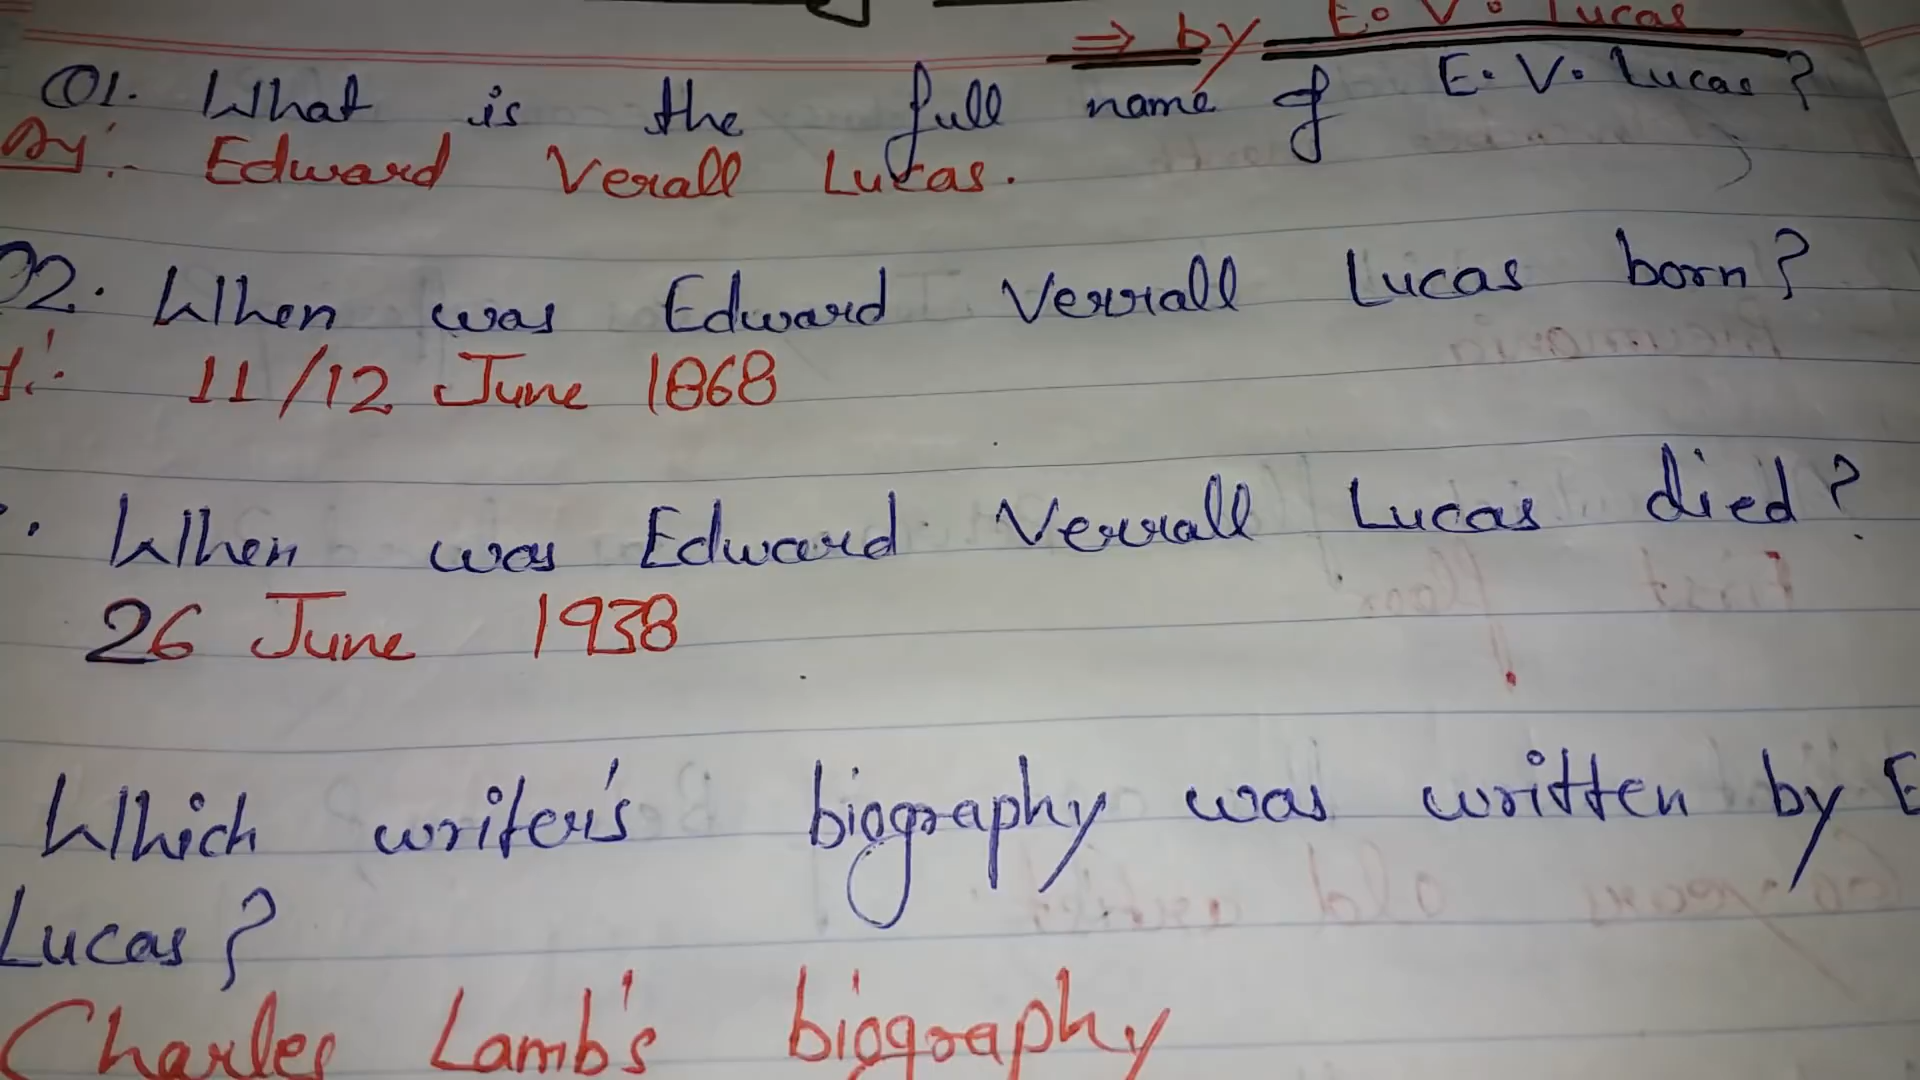 ⇒ by E. V. Lucas
Q1. What is the full name of E. V. Lucas?
Edward Verall Lucas.
Q2. When was Edward Verrall Lucas born?
11/12 June 1868
. When was Edward Verrall Lucas died?
26 June 1938
Which writer's biography was written by E
Lucas?
Charles Lamb's biography